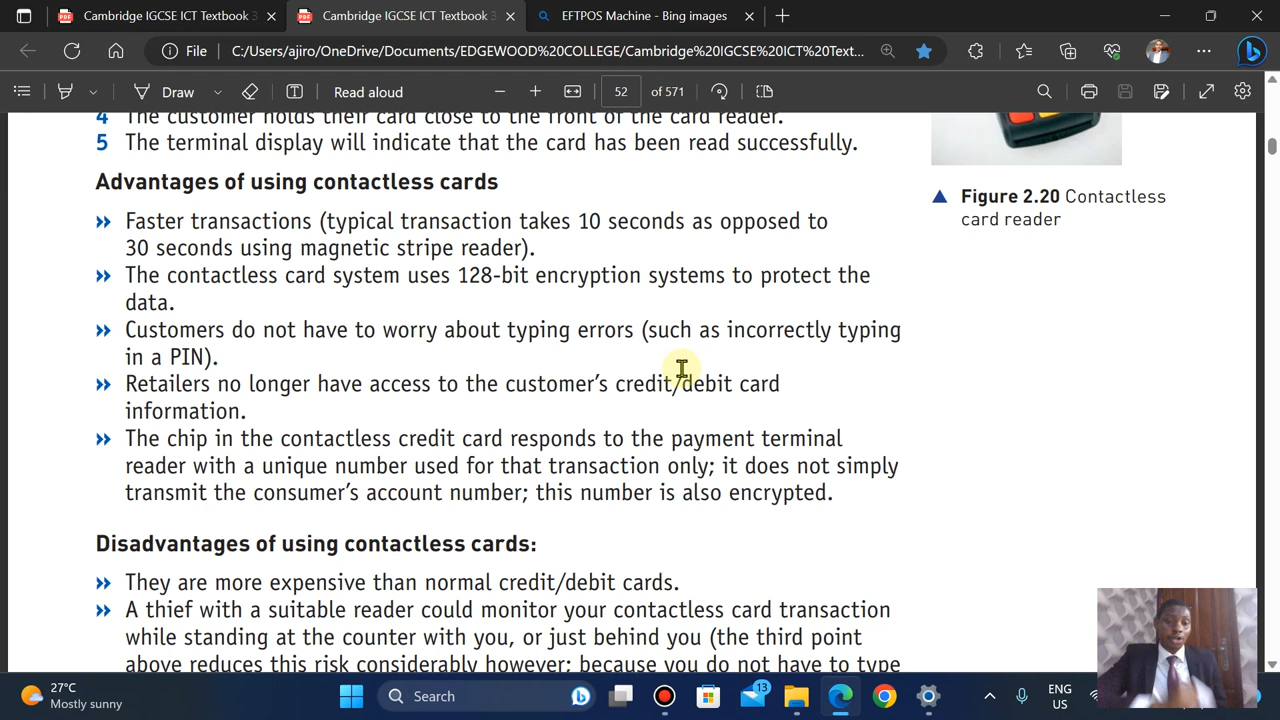 Cambridge IGCSE ICT Textbook 3
Cambridge IGCSE ICT Textbook 3
EFTPOS Machine - Bing images
File
C:/Users/ajiro/OneDrive/Documents/EDGEWOOD%20COLLEGE/Cambridge%20IGCSE%20ICT%20Text...
Draw
Read aloud
52
of 571
4 The customer holds their card close to the front of the card reader.
5 The terminal display will indicate that the card has been read successfully.
Advantages of using contactless cards
» Faster transactions (typical transaction takes 10 seconds as opposed to
30 seconds using magnetic stripe reader).
» The contactless card system uses 128-bit encryption systems to protect the
data.
» Customers do not have to worry about typing errors (such as incorrectly typing
in a PIN).
» Retailers no longer have access to the customer's credit/debit card
information.
» The chip in the contactless credit card responds to the payment terminal
reader with a unique number used for that transaction only; it does not simply
transmit the consumer's account number; this number is also encrypted.
Disadvantages of using contactless cards:
» They are more expensive than normal credit/debit cards.
» A thief with a suitable reader could monitor your contactless card transaction
while standing at the counter with you, or just behind you (the third point
above reduces this risk considerably however; because you do not have to type
▲ Figure 2.20 Contactless
card reader
27°C
Mostly sunny
Search
13
ENG
US